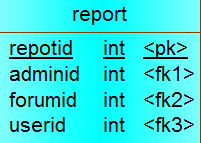 report
repotid int <pk>
adminid int <fk1>
forumid int <fk2>
userid int <fk3>